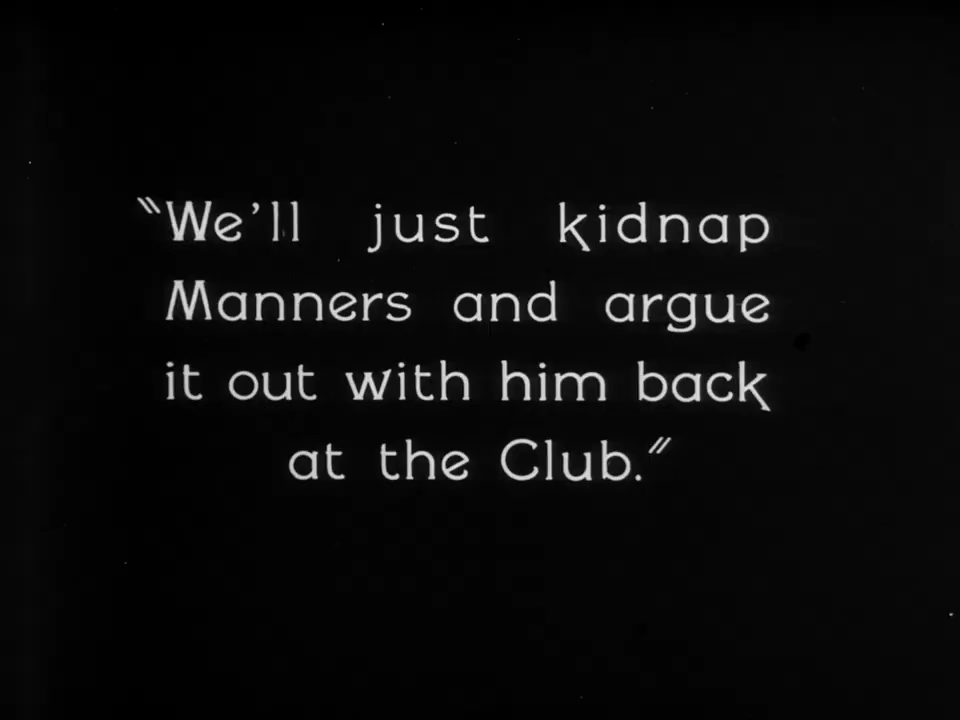 “We’ll just kidnap
Manners and argue
it out with him back
at the Club.”